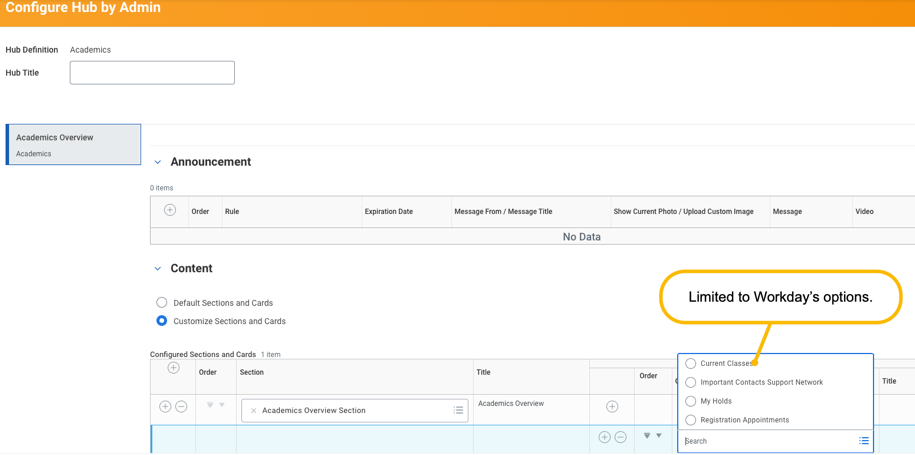 Configure Hub by Admin
Hub Definition Academics
Hub Title
Academics Overview
Academics
Announcement
0 items
Order Rule Expiration Date Message From / Message Title Show Current Photo / Upload Custom Image Message Video
No Data
Content
Default Sections and Cards
Customize Sections and Cards
Limited to Workday's options.
Configured Sections and Cards 1 item
Order Section Title Order Title
Academics Overview Section Academics Overview
Current Classes
Important Contacts Support Network
My Holds
Registration Appointments
Search